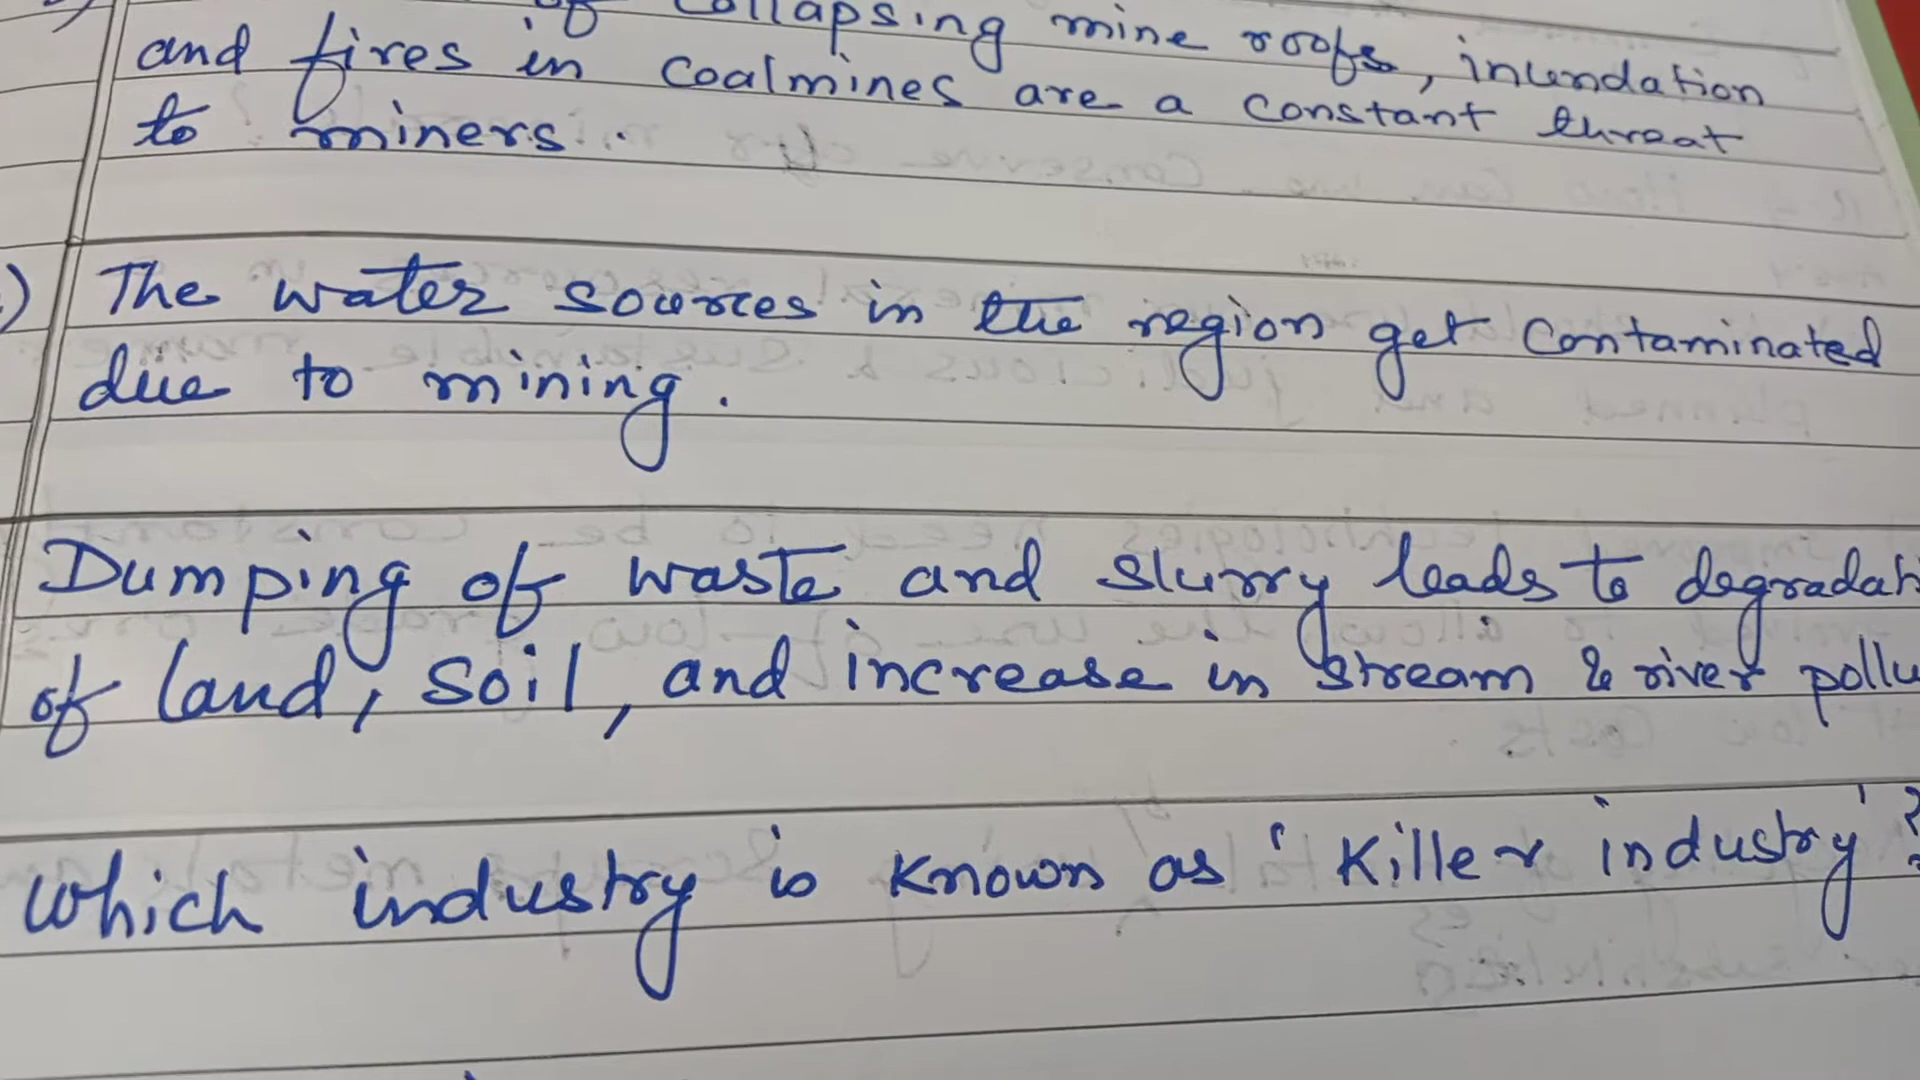 of collapsing mine roofs, inundation
and fires in coalmines are a constant threat
to miners.
) The water sources in the region get contaminated
due to mining.
Dumping of waste and slurry leads to degradati
of land, soil, and increase in stream & river pollu
which industry is known as 'Killer industry'?